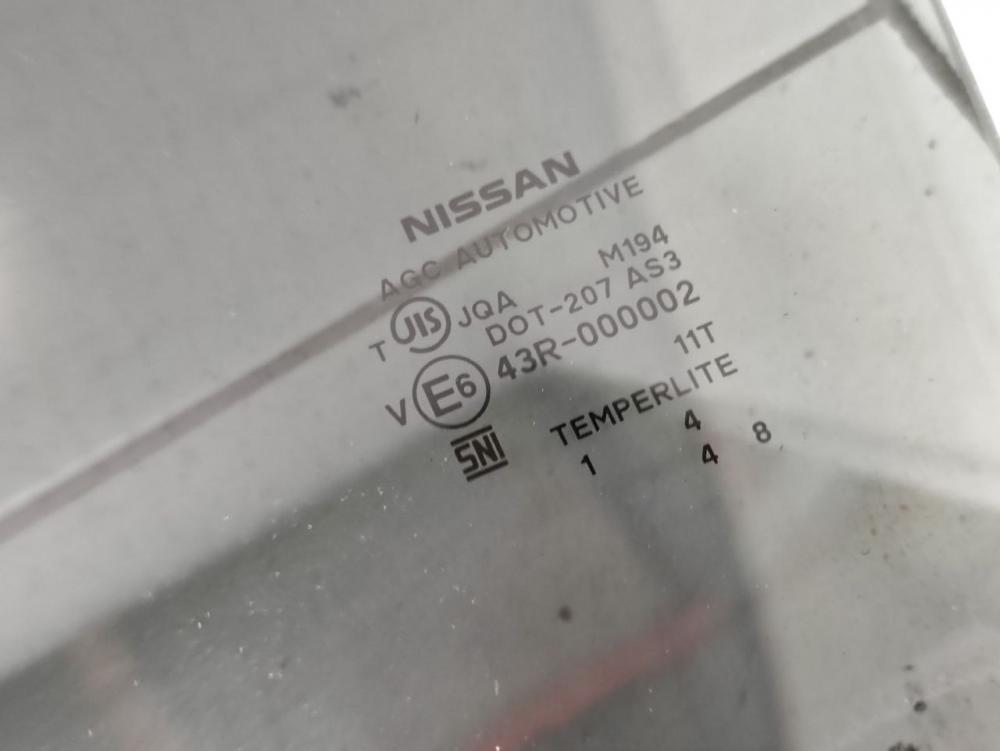 NISSAN
AGC AUTOMOTIVE
M194
T JIS JQA DOT-207 AS3
V E6 43R-000002
11T
SNI TEMPERLITE
4
1 4 8